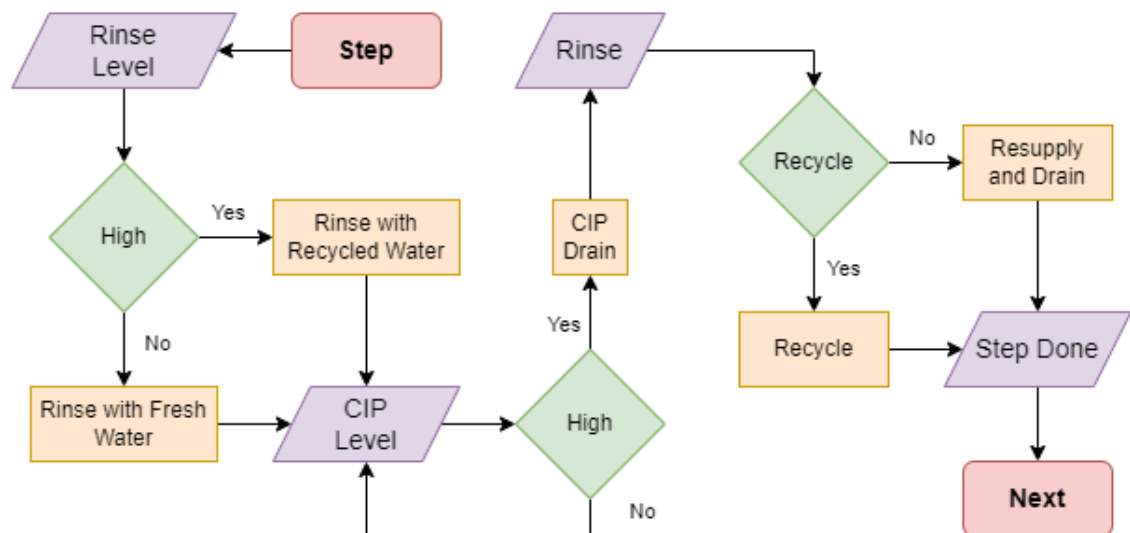 Rinse
Level
Step
High
Yes
Rinse with
Recycled Water
No
Rinse with Fresh
Water
CIP
Level
High
Yes
No
CIP
Drain
Rinse
Recycle
No
Resupply
and Drain
Yes
Recycle
Step Done
Next